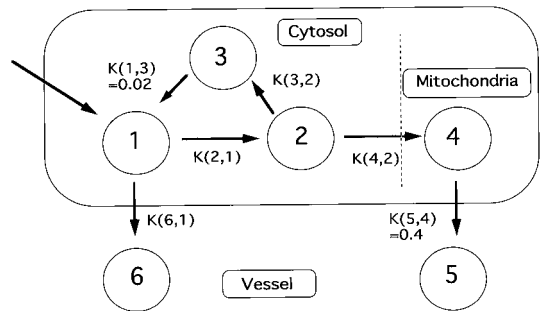 Cytosol
3
K(1,3)
=0.02
K(3,2)
Mitochondria
1
2
4
K(2,1)
K(4,2)
K(6,1)
K(5,4)
=0.4
6
Vessel
5